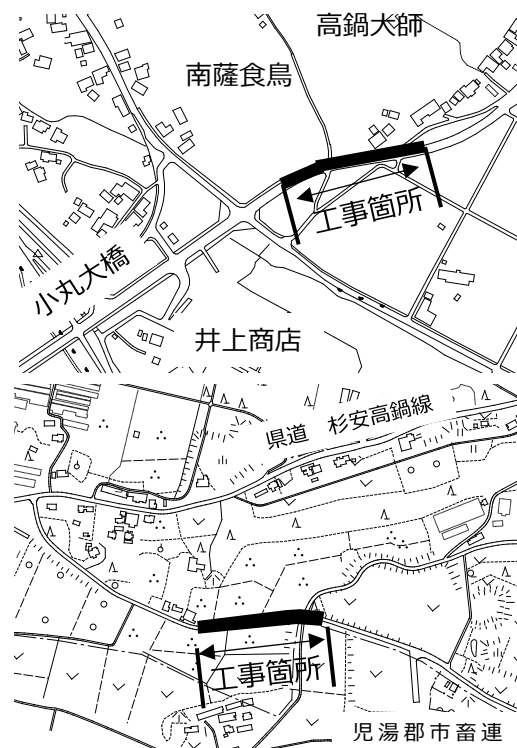 高鍋大師
南薩食鳥
工事箇所
小丸大橋
井上商店
県道　杉安高鍋線
工事箇所
児湯郡市畜連